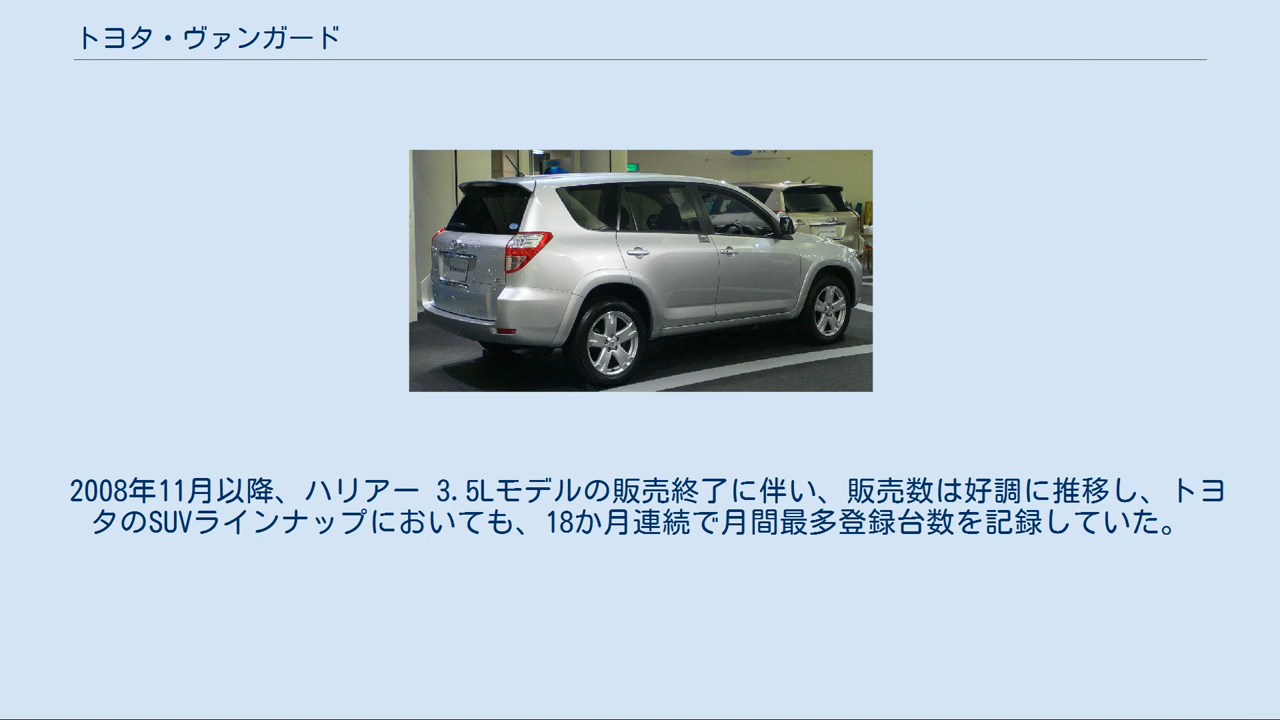 トヨタ・ヴァンガード
2008年11月以降、ハリアー 3.5Lモデルの販売終了に伴い、販売数は好調に推移し、トヨ
タのSUVラインナップにおいても、18か月連続で月間最多登録台数を記録していた。